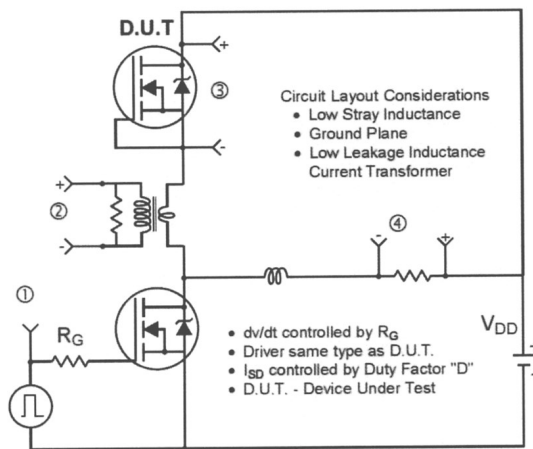 D.U.T
+
③
-
Circuit Layout Considerations
• Low Stray Inductance
• Ground Plane
• Low Leakage Inductance
Current Transformer
+
②
-
④
-
+
①
RG
VDD
• dv/dt controlled by RG
• Driver same type as D.U.T.
• ISD controlled by Duty Factor "D"
• D.U.T. - Device Under Test